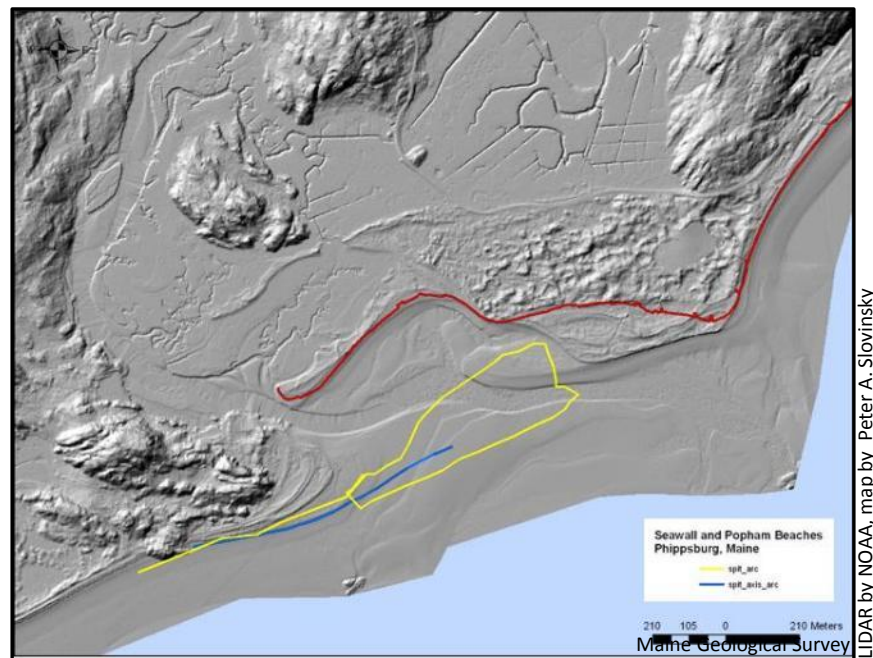 Seawall and Popham Beaches
Phippsburg, Maine
spit_arc
spit_axis_arc
210 105 0 210 Meters
Maine Geological Survey
LIDAR by NOAA, map by Peter A. Slovinsky